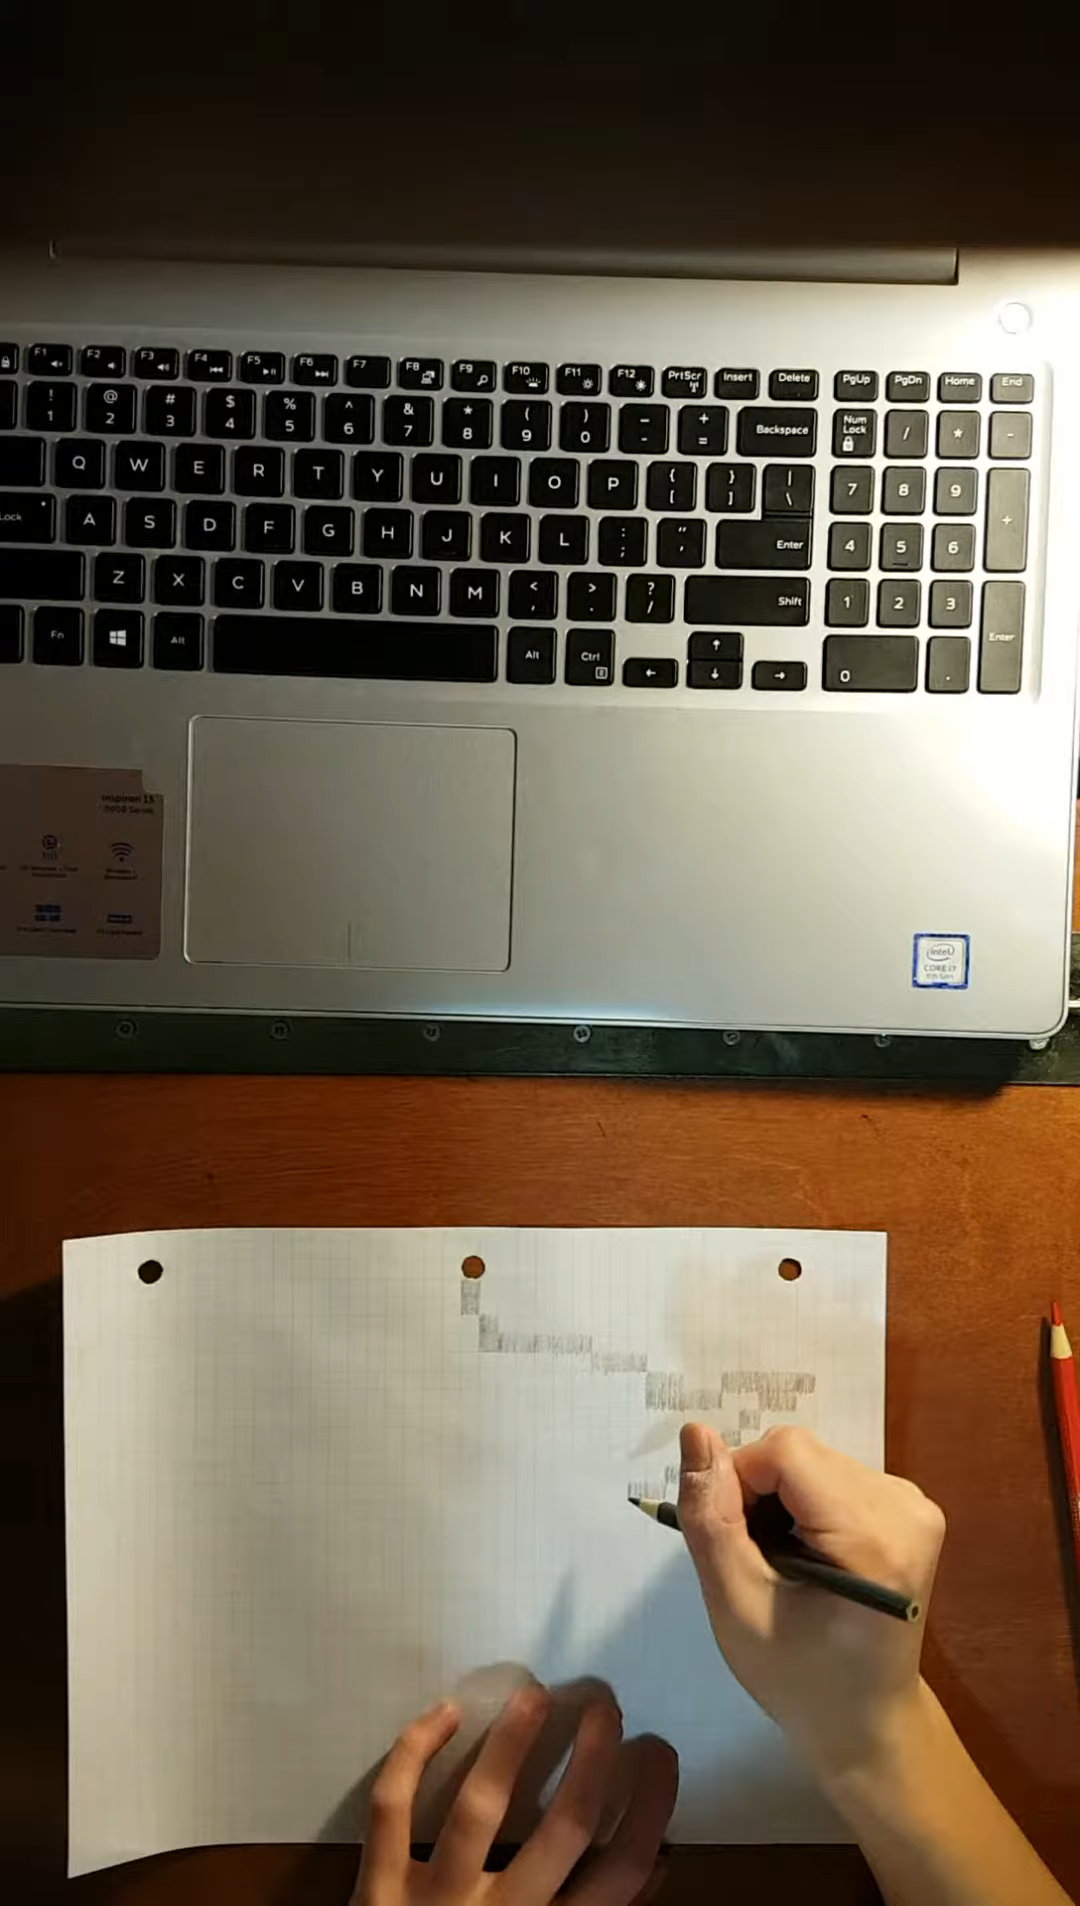 F1 F2 F3 F4 F5 F6 F7 F8 F9 F10 F11 F12 PrtScr Insert Delete PgUp PgDn Home End
! @ # $ % ^ & * ( ) _ + Backspace Num Lock / * -
1 2 3 4 5 6 7 8 9 0 - =
Q W E R T Y U I O P { } | 7 8 9 +
[ ] \
Lock A S D F G H J K L : " Enter 4 5 6
; '
Z X C V B N M < > ? Shift 1 2 3 Enter
, . /
Fn Alt Alt Ctrl ← ↑ ↓ → 0 .
Inspiron 15
5000 Series
intel
CORE i7
8th Gen